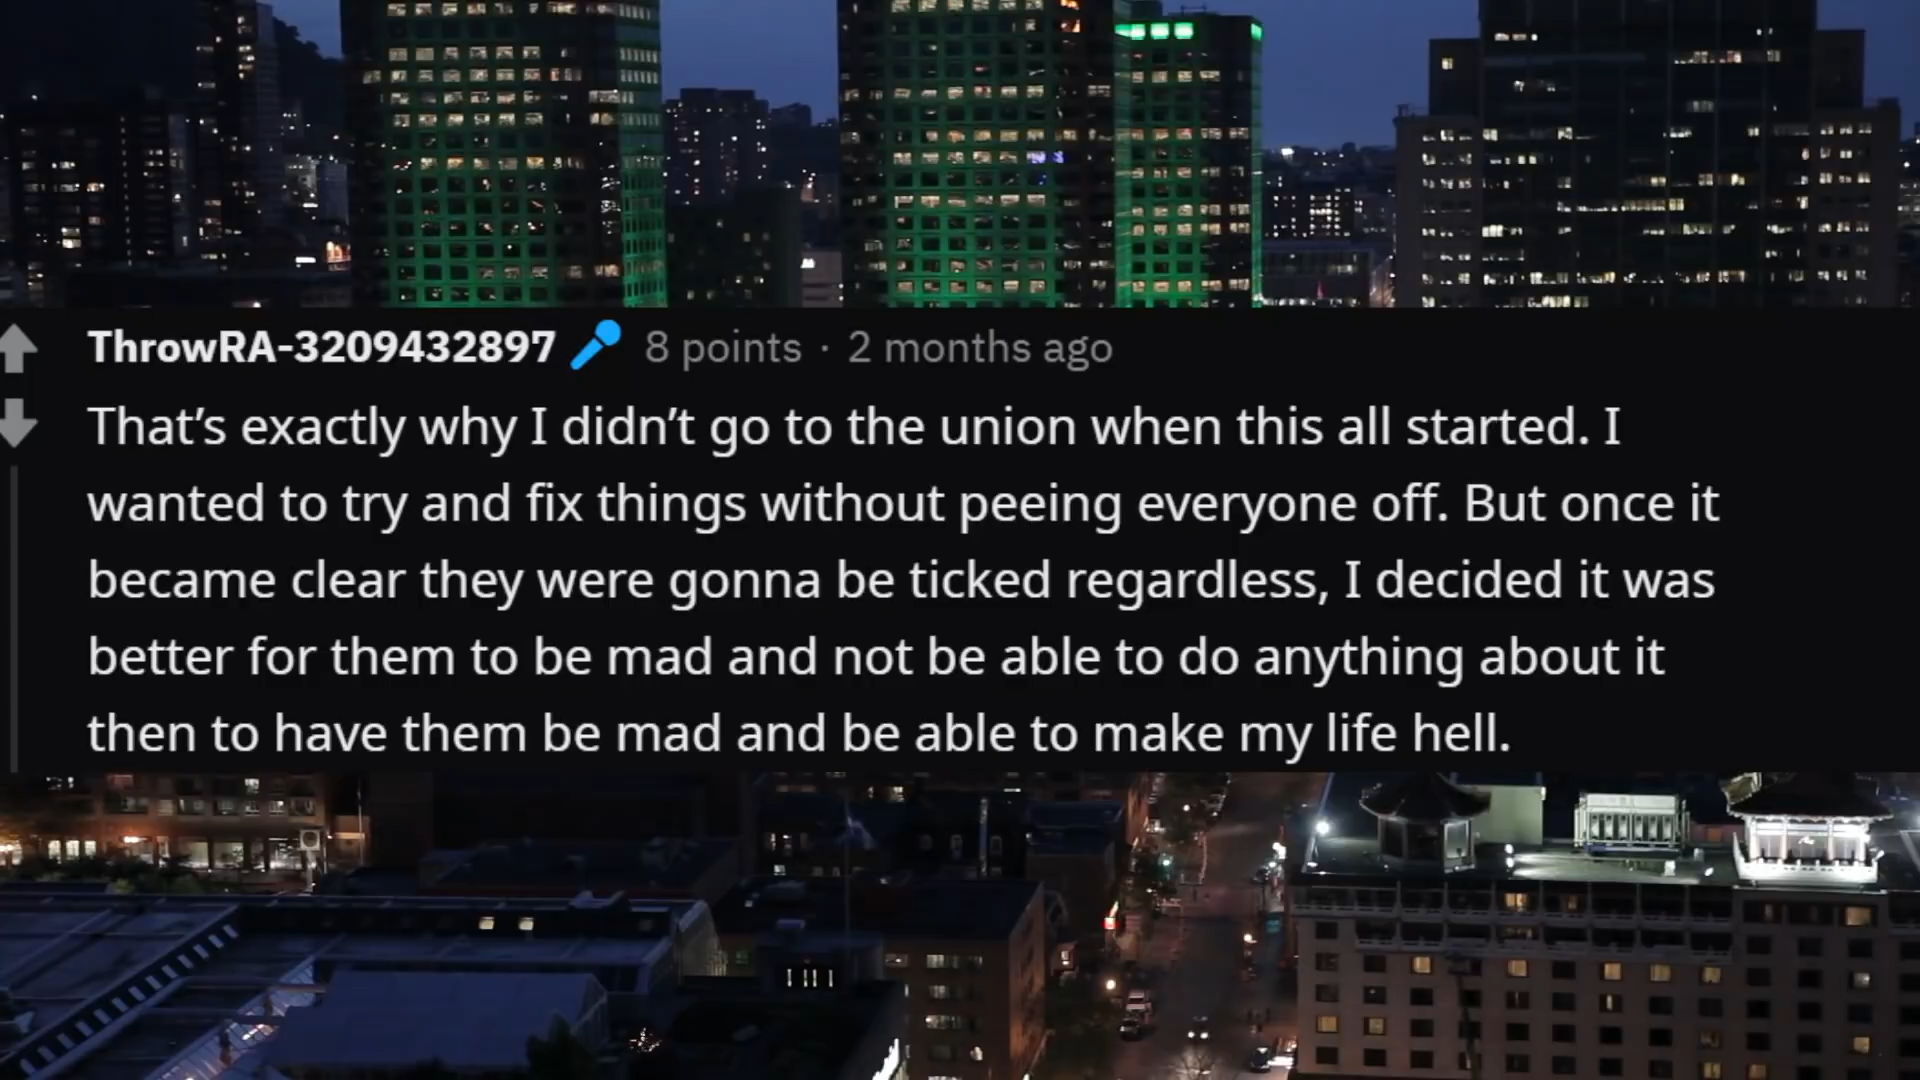 ThrowRA-3209432897 8 points · 2 months ago
That’s exactly why I didn’t go to the union when this all started. I
wanted to try and fix things without peeing everyone off. But once it
became clear they were gonna be ticked regardless, I decided it was
better for them to be mad and not be able to do anything about it
then to have them be mad and be able to make my life hell.